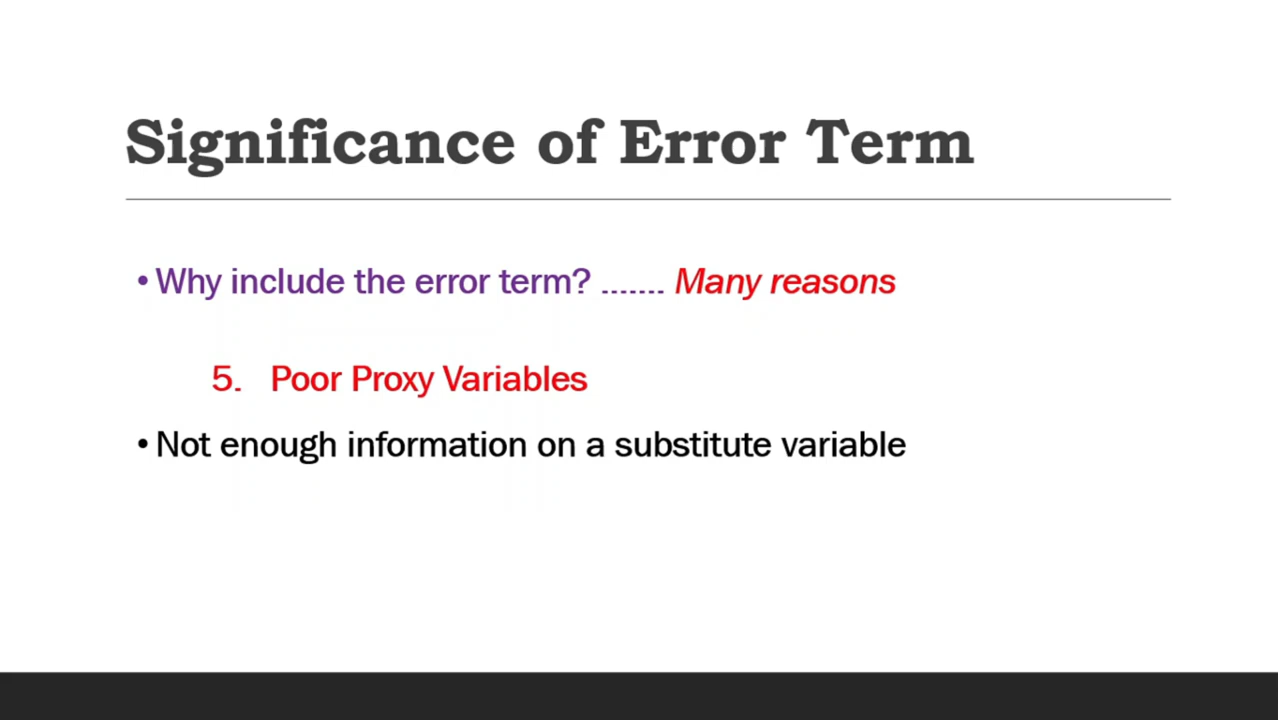 Significance of Error Term
• Why include the error term? ....... Many reasons
5. Poor Proxy Variables
• Not enough information on a substitute variable